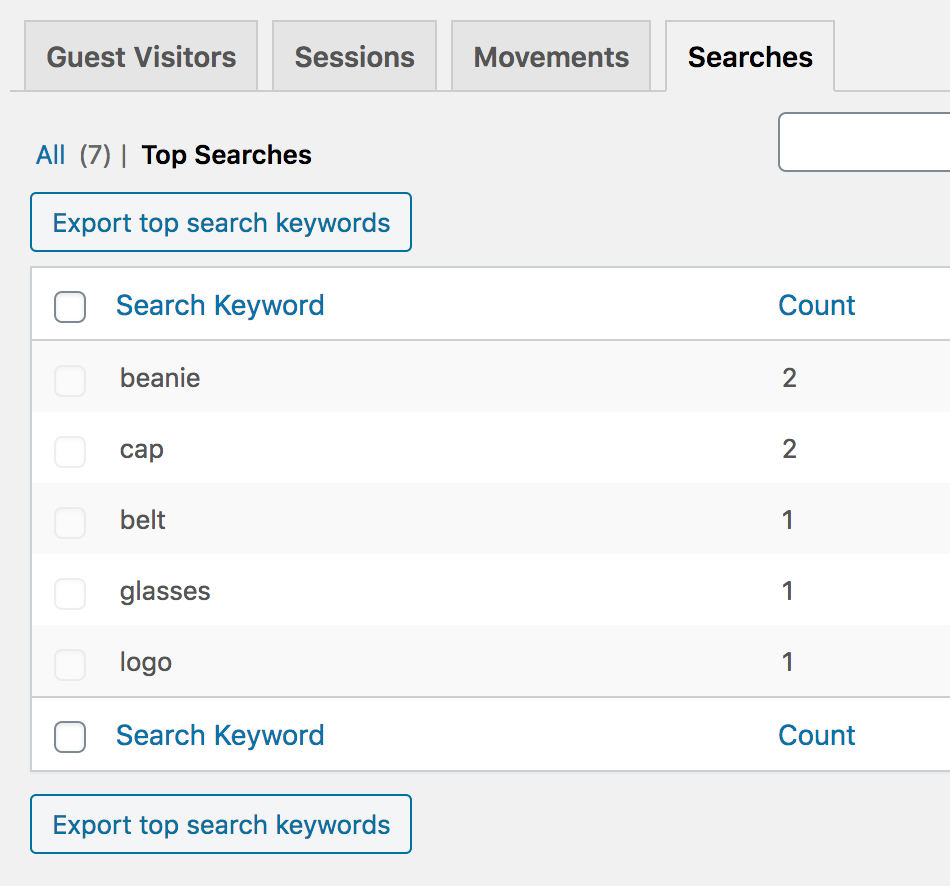 Guest Visitors Sessions Movements Searches
All (7) | Top Searches
Export top search keywords
Search Keyword Count
beanie 2
cap 2
belt 1
glasses 1
logo 1
Search Keyword Count
Export top search keywords